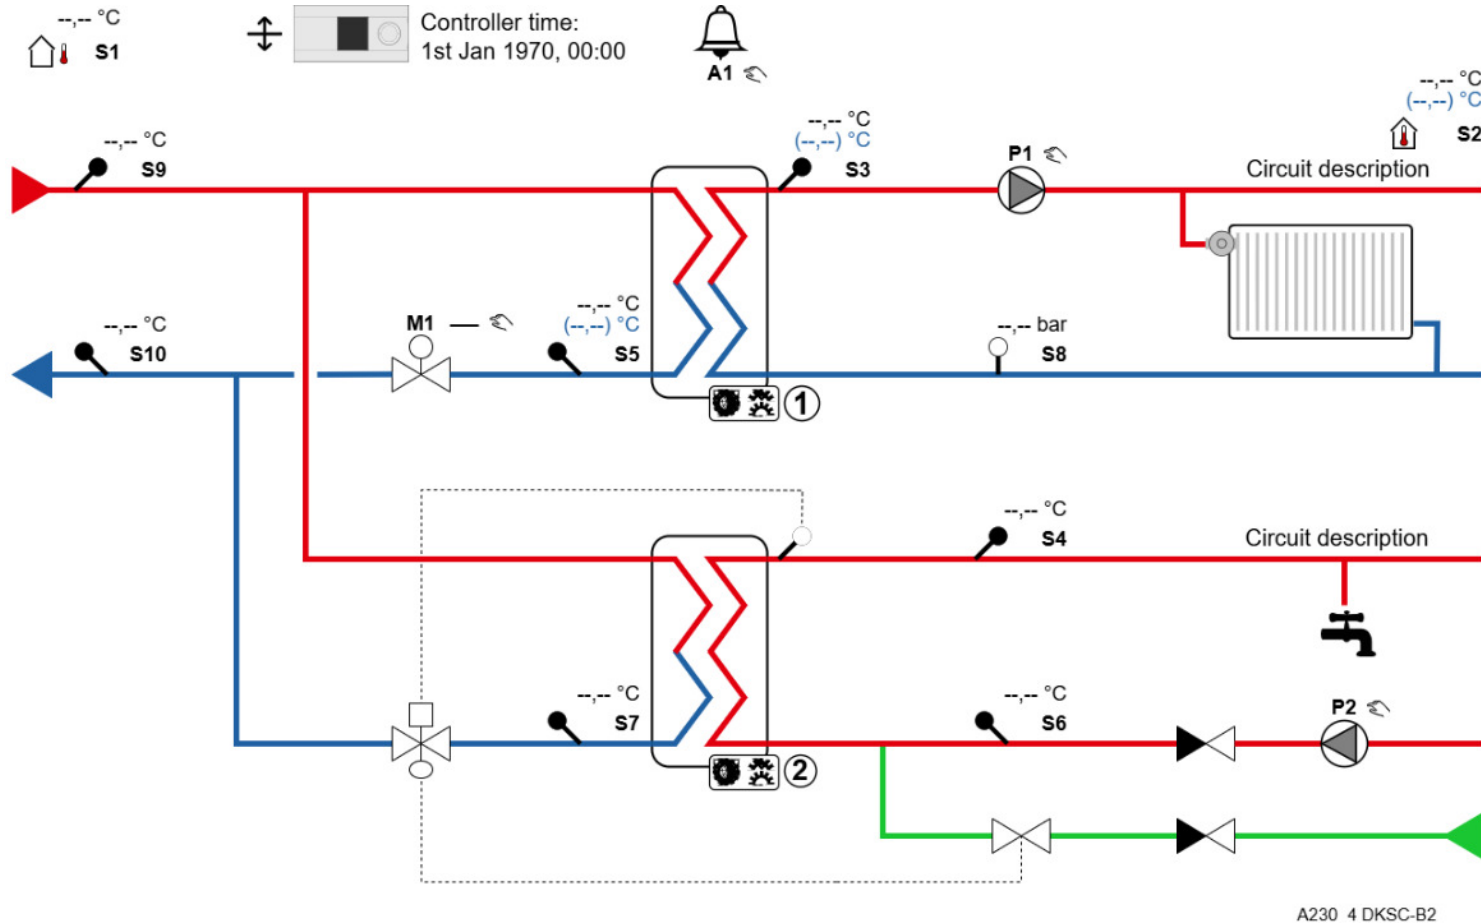 --,-- °C
S1
Controller time:
1st Jan 1970, 00:00
A1
--,-- °C
(--,--) °C
S2
--,-- °C
S9
--,-- °C
(--,--) °C
S3
P1
Circuit description
--,-- °C
S10
M1 —
--,-- °C
(--,--) °C
S5
--,-- bar
S8
1
--,-- °C
S4
Circuit description
--,-- °C
S7
--,-- °C
S6
P2
2
A230 4 DKSC-B2